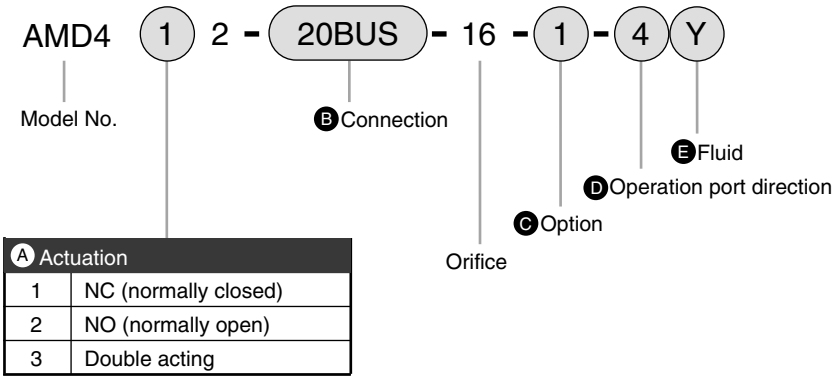 AMD4 1 2 - 20BUS - 16 - 1 - 4 Y
Model No.
B Connection
E Fluid
D Operation port direction
C Option
Orifice
A Actuation
1 NC (normally closed)
2 NO (normally open)
3 Double acting